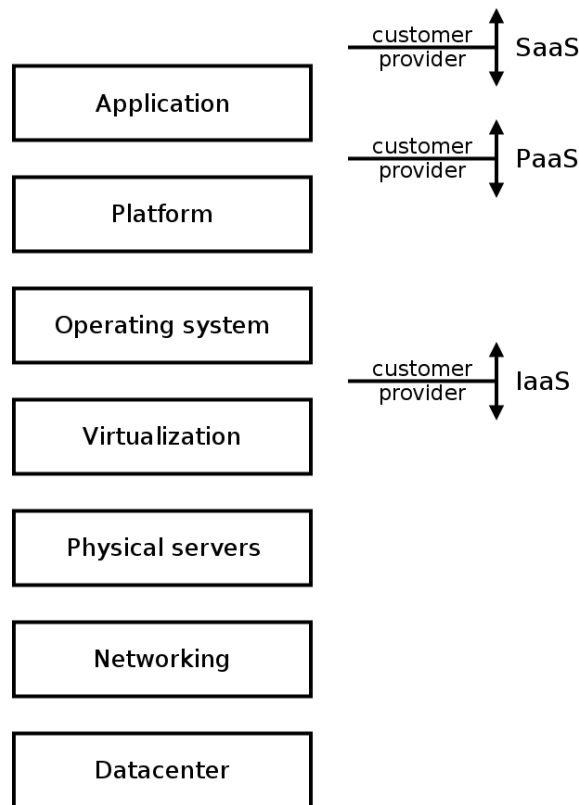 customer
provider
SaaS
Application
customer
provider
PaaS
Platform
Operating system
customer
provider
IaaS
Virtualization
Physical servers
Networking
Datacenter